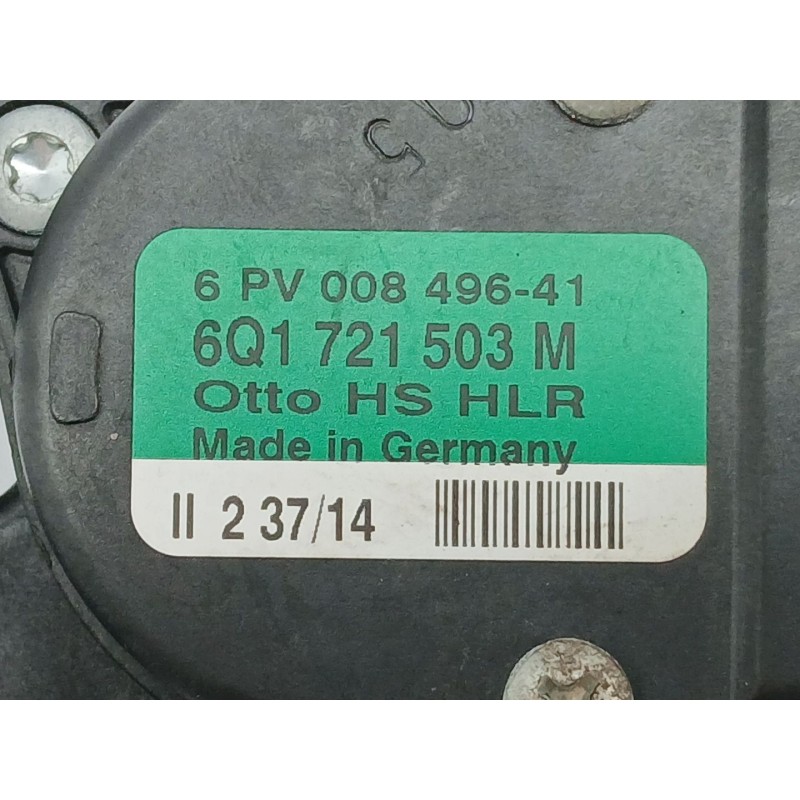 6 PV 008 496-41
6Q1 721 503 M
Otto HS HLR
Made in Germany
II 2 37/14